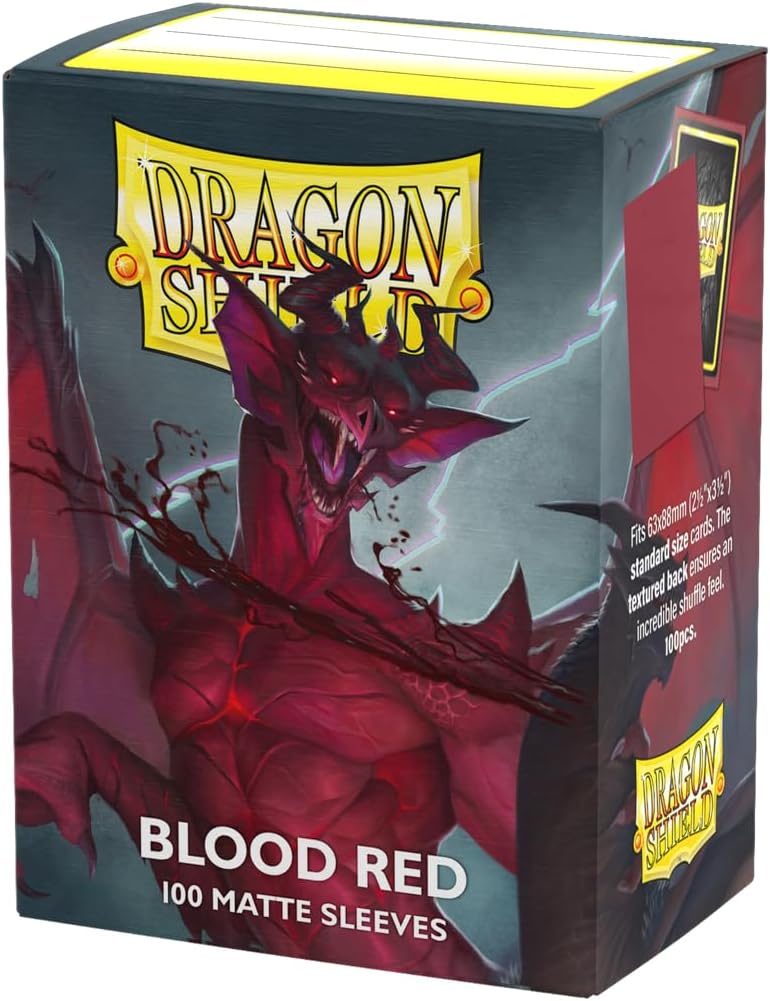 DRAGON
SHIELD
BLOOD RED
100 MATTE SLEEVES
Fits 63x88mm (2½"x3½")
standard size cards. The
textured back ensures an
incredible shuffle feel.
100pcs.
DRAGON
SHIELD